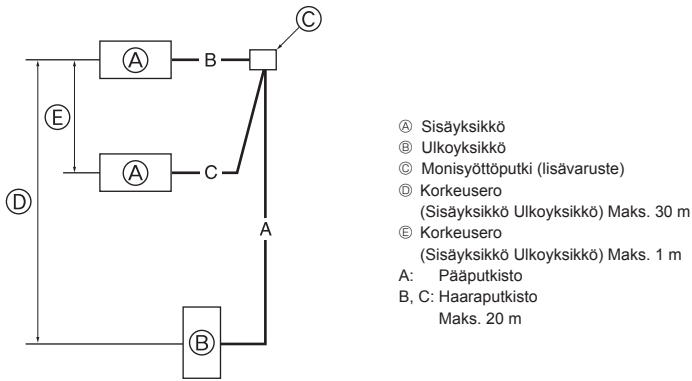 Ⓒ
Ⓐ B
Ⓔ
Ⓐ C
Ⓓ
A
Ⓑ
Ⓐ Sisäyksikkö
Ⓑ Ulkoyksikkö
Ⓒ Monisyöttöputki (lisävaruste)
Ⓓ Korkeusero
(Sisäyksikkö Ulkoyksikkö) Maks. 30 m
Ⓔ Korkeusero
(Sisäyksikkö Ulkoyksikkö) Maks. 1 m
A: Pääputkisto
B, C: Haaraputkisto
Maks. 20 m